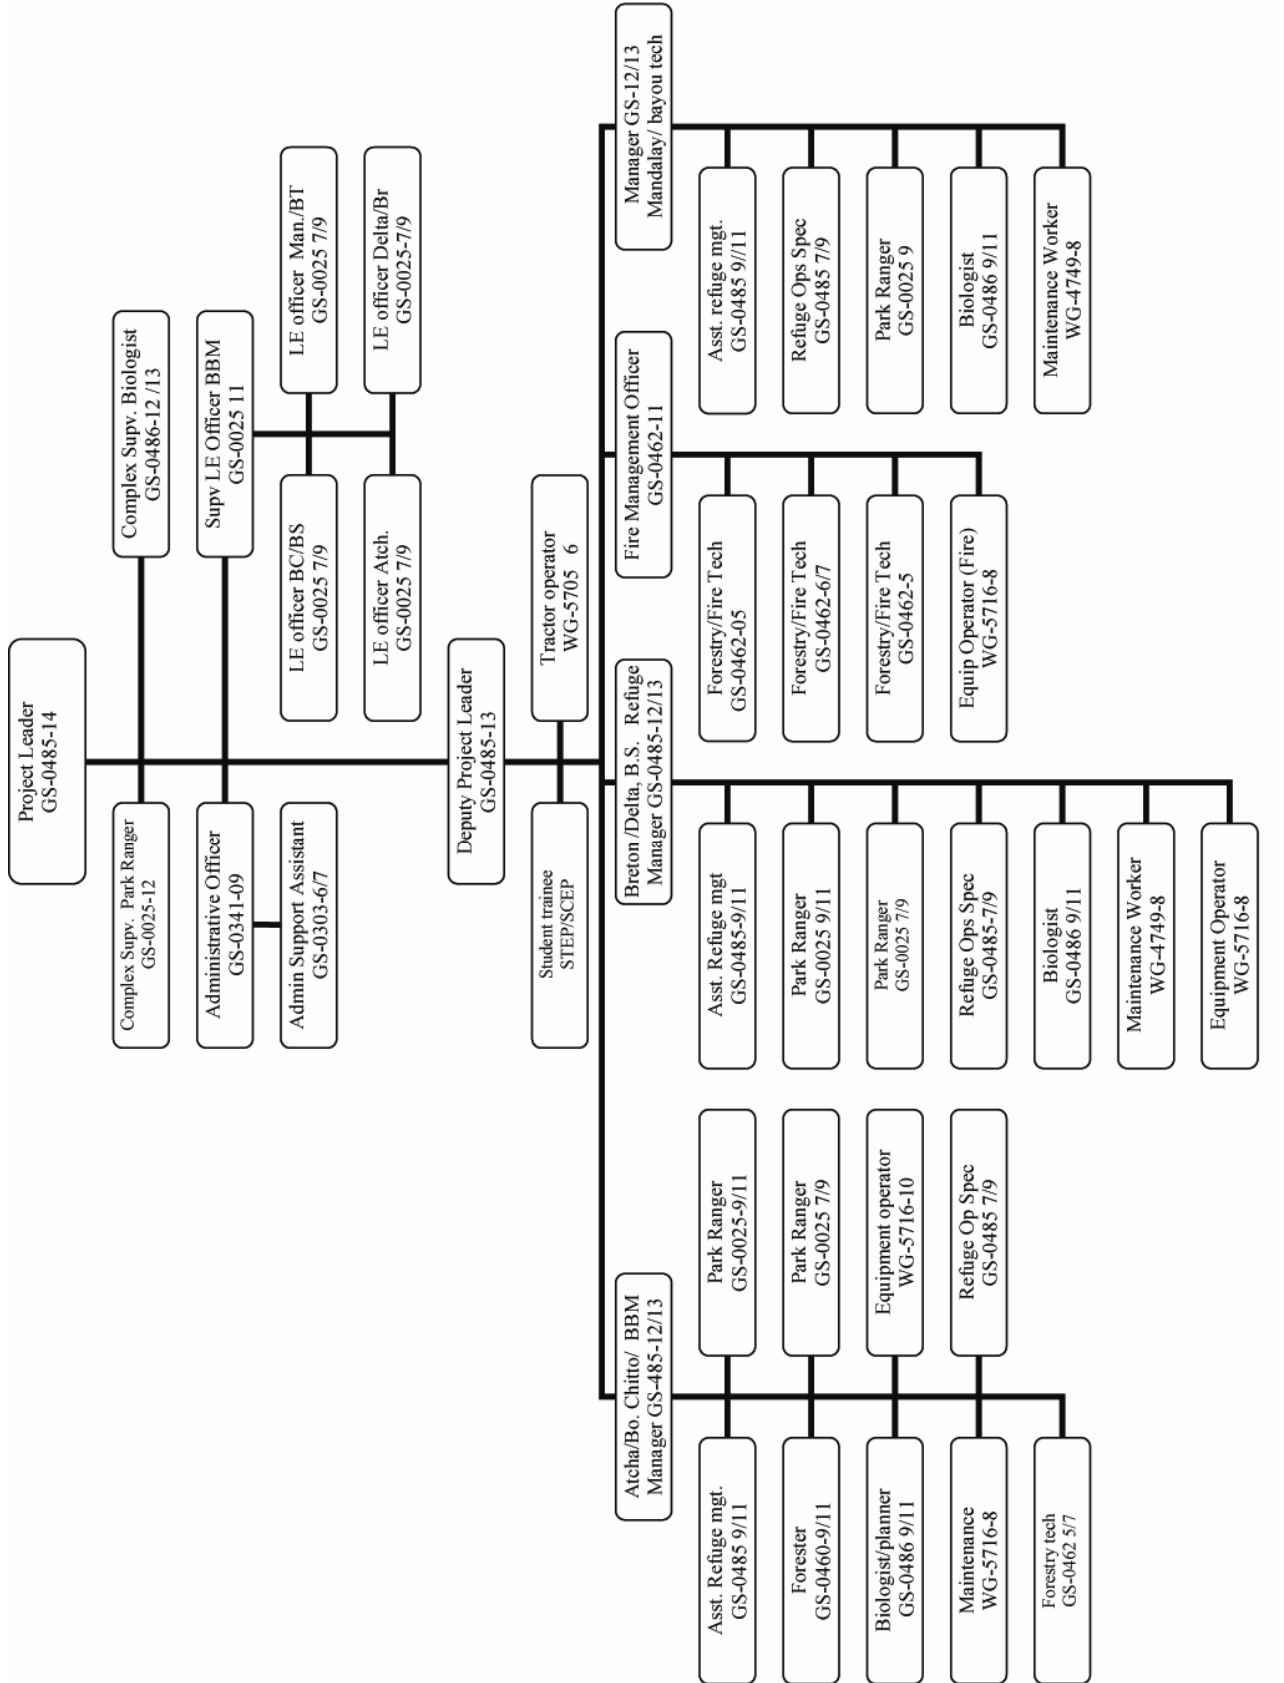 Project Leader
GS-0485-14
Complex Supv. Park Ranger
GS-0025-12
Complex Supv. Biologist
GS-0486-12 /13
Administrative Officer
GS-0341-09
Supv LE Officer BBM
GS-0025 11
Admin Support Assistant
GS-0303-6/7
LE officer BC/BS
GS-0025 7/9
LE officer Man./BT
GS-0025 7/9
LE officer Atch.
GS-0025 7/9
LE officer Delta/Br
GS-0025-7/9
Deputy Project Leader
GS-0485-13
Student trainee
STEP/SCEP
Tractor operator
WG-5705 6
Atcha/Bo. Chitto/ BBM
Manager GS-485-12/13
Asst. Refuge mgt.
GS-0485 9/11
Park Ranger
GS-0025-9/11
Forester
GS-0460-9/11
Park Ranger
GS-0025 7/9
Biologist/planner
GS-0486 9/11
Equipment operator
WG-5716-10
Maintenance
WG-5716-8
Refuge Op Spec
GS-0485 7/9
Forestry tech
GS-0462 5/7
Breton /Delta, B.S. Refuge
Manager GS-0485-12/13
Asst. Refuge mgt
GS-0485-9/11
Park Ranger
GS-0025 9/11
Park Ranger
GS-0025 7/9
Refuge Ops Spec
GS-0485-7/9
Biologist
GS-0486 9/11
Maintenance Worker
WG-4749-8
Equipment Operator
WG-5716-8
Fire Management Officer
GS-0462-11
Forestry/Fire Tech
GS-0462-05
Forestry/Fire Tech
GS-0462-6/7
Forestry/Fire Tech
GS-0462-5
Equip Operator (Fire)
WG-5716-8
Manager GS-12/13
Mandalay/ bayou tech
Asst. refuge mgt.
GS-0485 9//11
Refuge Ops Spec
GS-0485 7/9
Park Ranger
GS-0025 9
Biologist
GS-0486 9/11
Maintenance Worker
WG-4749-8